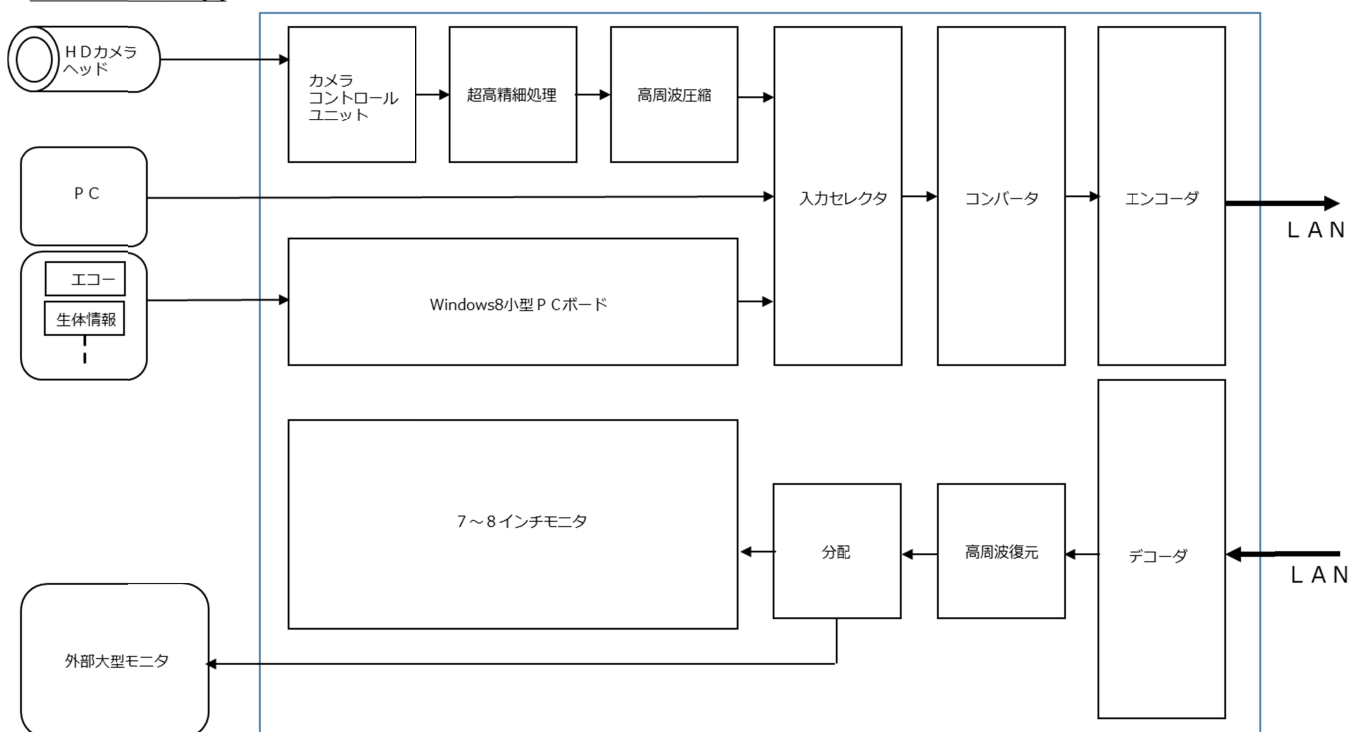 HDカメラ
ヘッド
カメラ
コントロール
ユニット
超高精細処理
高周波圧縮
PC
入力セレクタ
コンバータ
エンコーダ
LAN
エコー
生体情報
Windows8小型PCボード
7~8インチモニタ
分配
高周波復元
デコーダ
LAN
外部大型モニタ